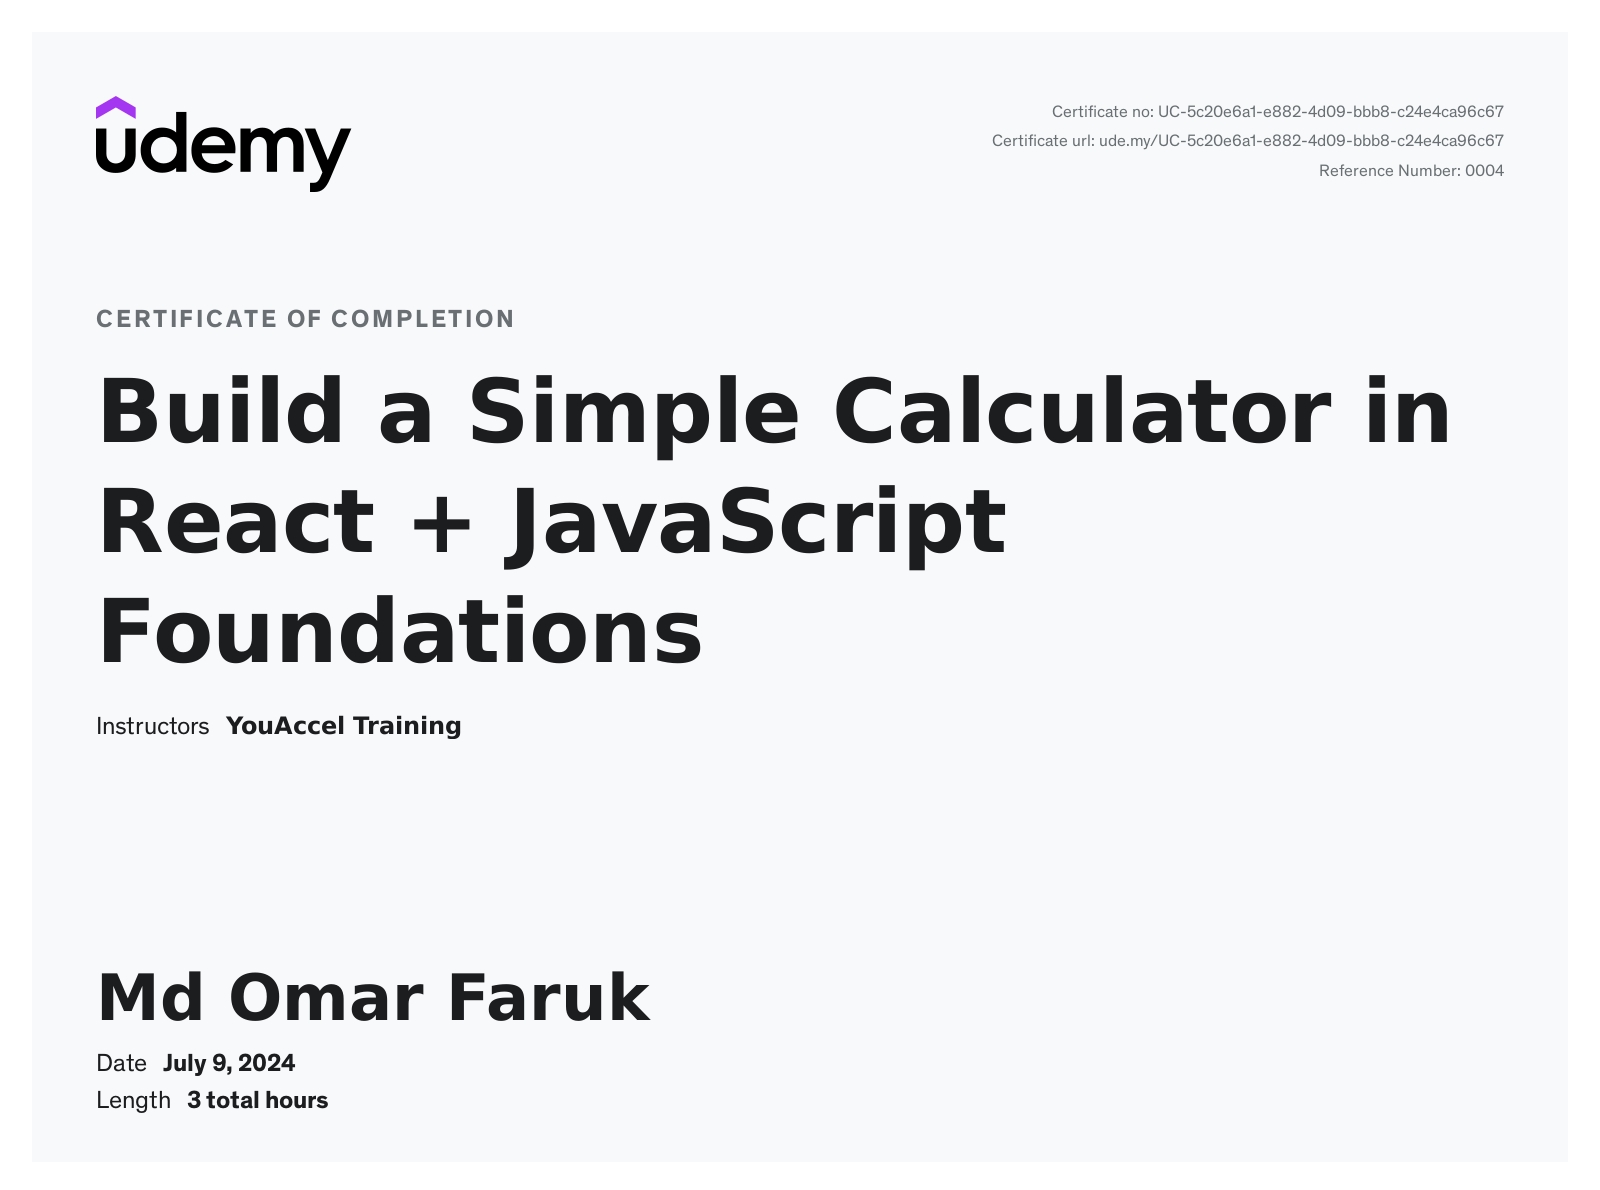 udemy
Certificate no: UC-5c20e6a1-e882-4d09-bbb8-c24e4ca96c67
Certificate url: ude.my/UC-5c20e6a1-e882-4d09-bbb8-c24e4ca96c67
Reference Number: 0004
CERTIFICATE OF COMPLETION
Build a Simple Calculator in
React + JavaScript
Foundations
Instructors YouAccel Training
Md Omar Faruk
Date July 9, 2024
Length 3 total hours